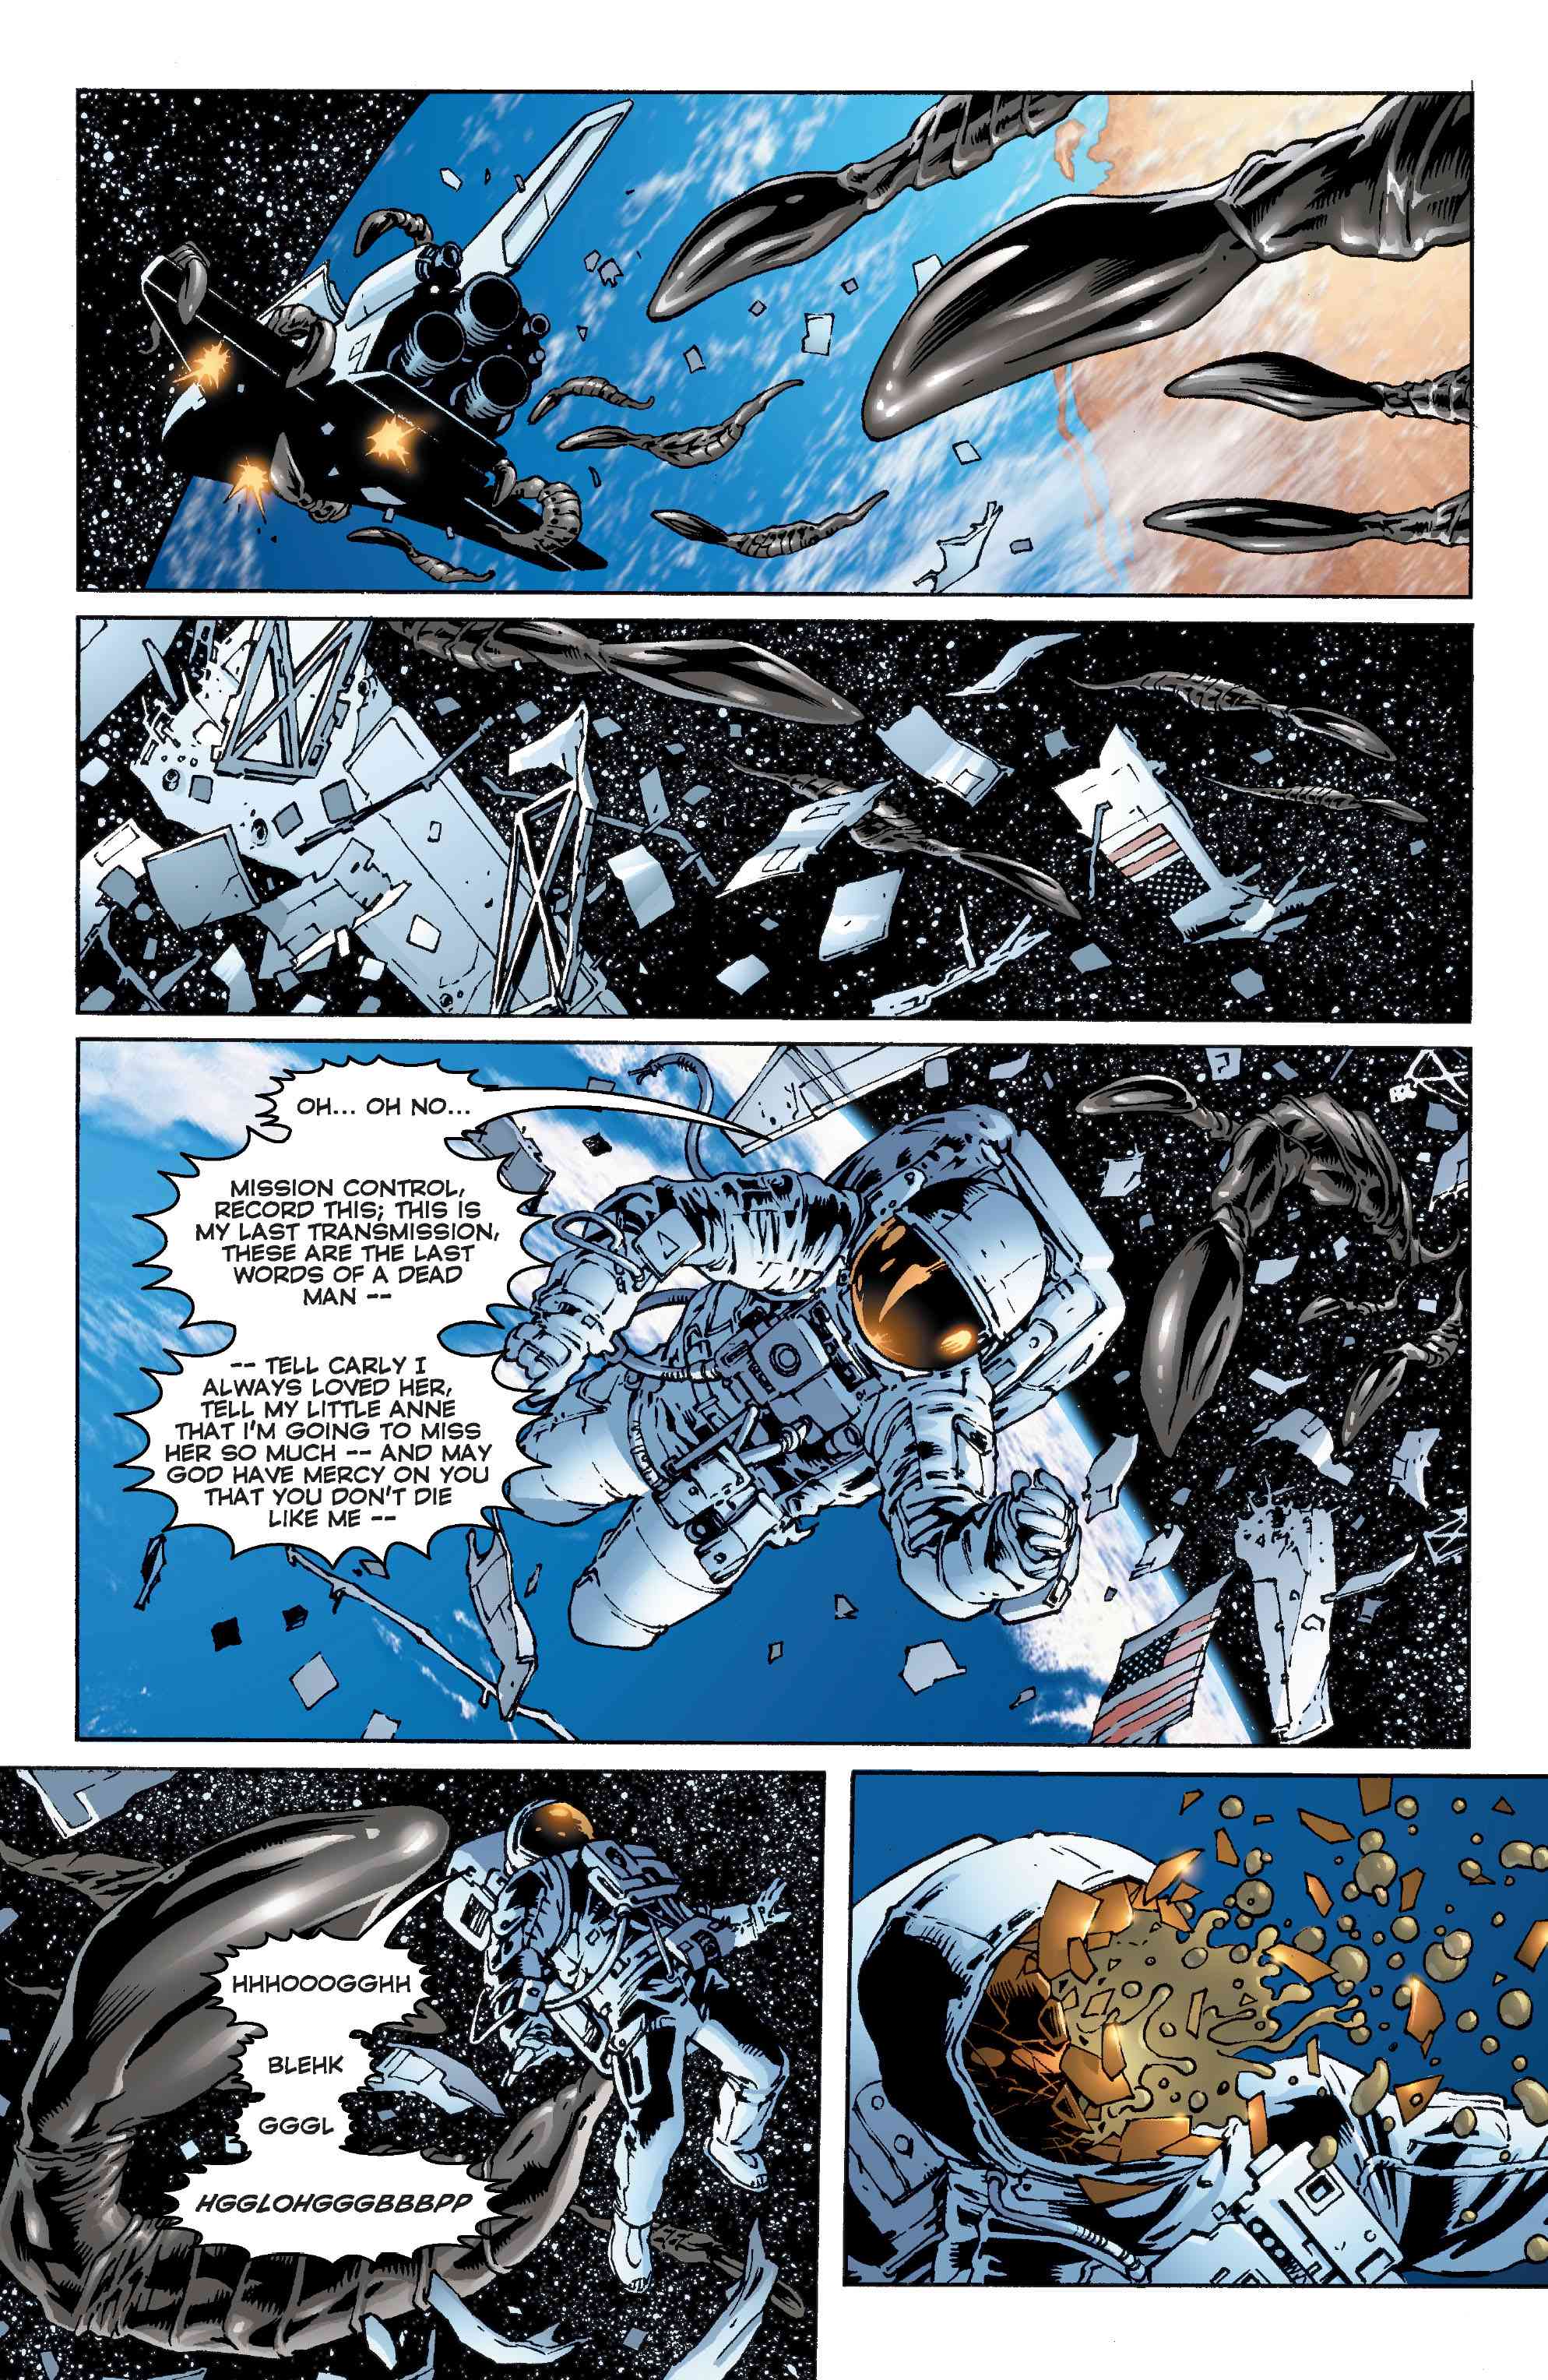 OH... OH NO...
MISSION CONTROL,
RECORD THIS; THIS IS
MY LAST TRANSMISSION,
THESE ARE THE LAST
WORDS OF A DEAD
MAN --
-- TELL CARLY I
ALWAYS LOVED HER,
TELL MY LITTLE ANNE
THAT I'M GOING TO MISS
HER SO MUCH -- AND MAY
GOD HAVE MERCY ON YOU
THAT YOU DON'T DIE
LIKE ME --
HHHOOOGGHH
BLEHK
GGGL
HGGLOHGGGBBBPP